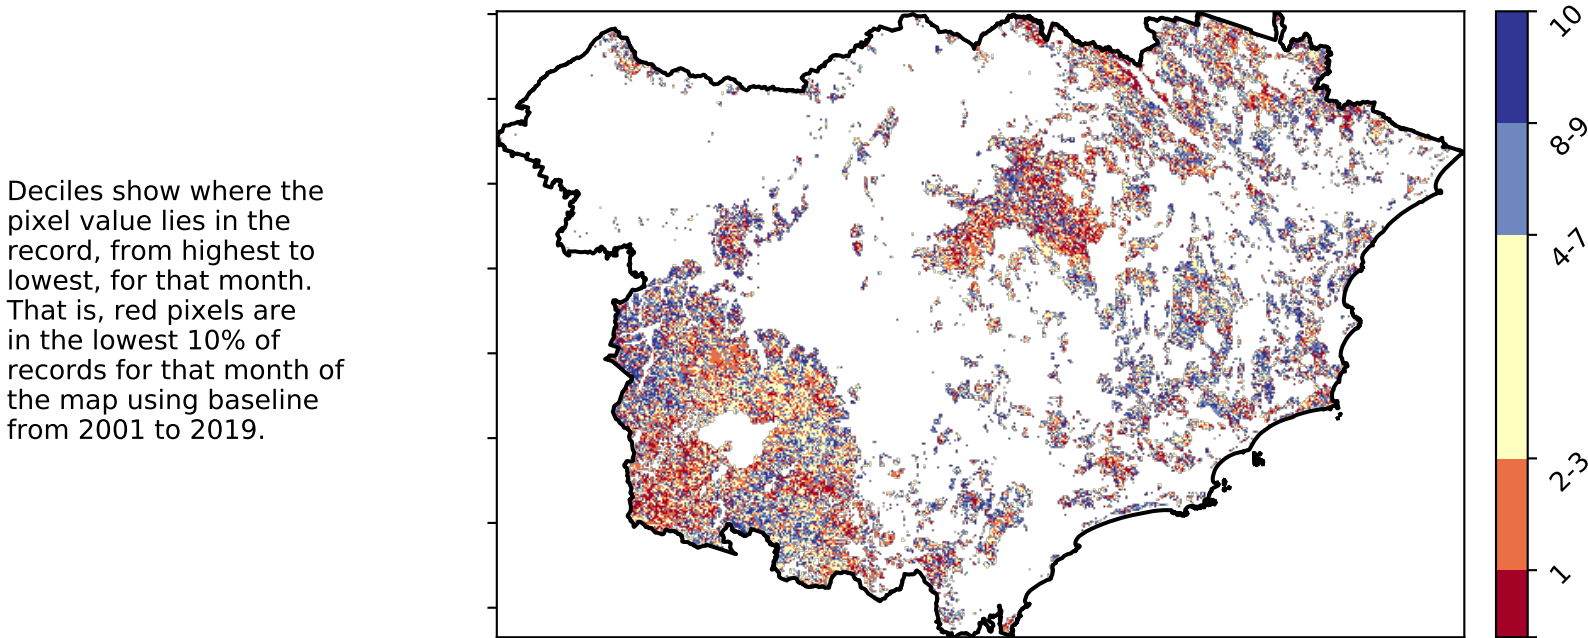 Deciles show where the
pixel value lies in the
record, from highest to
lowest, for that month.
That is, red pixels are
in the lowest 10% of
records for that month of
the map using baseline
from 2001 to 2019.
10
8-9
4-7
2-3
1